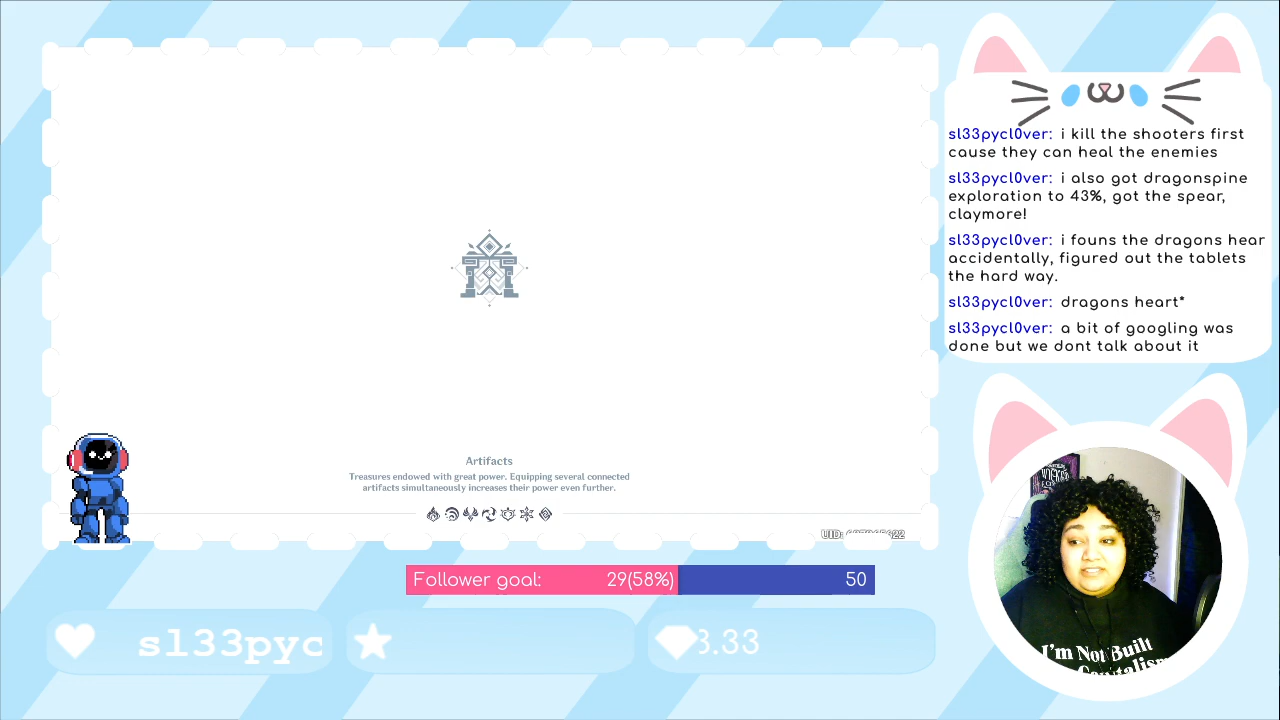 sl33pycl0ver: i kill the shooters first
cause they can heal the enemies
sl33pycl0ver: i also got dragonspine
exploration to 43%, got the spear,
claymore!
sl33pycl0ver: i founs the dragons hear
accidentally, figured out the tablets
the hard way.
sl33pycl0ver: dragons heart*
sl33pycl0ver: a bit of googling was
done but we dont talk about it
Artifacts
Treasures endowed with great power. Equipping several connected
artifacts simultaneously increases their power even further.
UID:
Follower goal: 29(58%) 50
sl33pyc
3.33
I'm Not Built